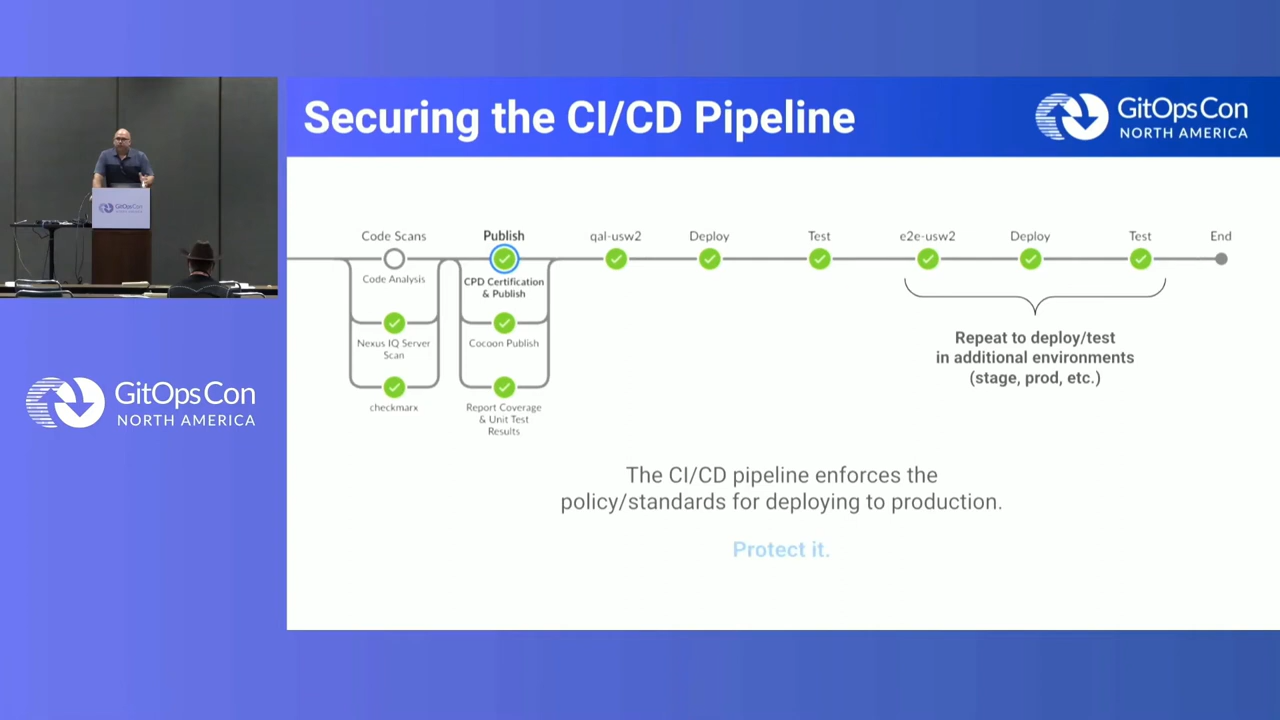 Securing the CI/CD Pipeline
GitOpsCon
NORTH AMERICA
Code Scans
Publish
qal-usw2
Deploy
Test
e2e-usw2
Deploy
Test
End
Code Analysis
CPD Certification
& Publish
Nexus IQ Server
Scan
Cocoon Publish
checkmarx
Report Coverage
& Unit Test
Results
Repeat to deploy/test
in additional environments
(stage, prod, etc.)
The CI/CD pipeline enforces the
policy/standards for deploying to production.
Protect it.
GitOpsCon
NORTH AMERICA